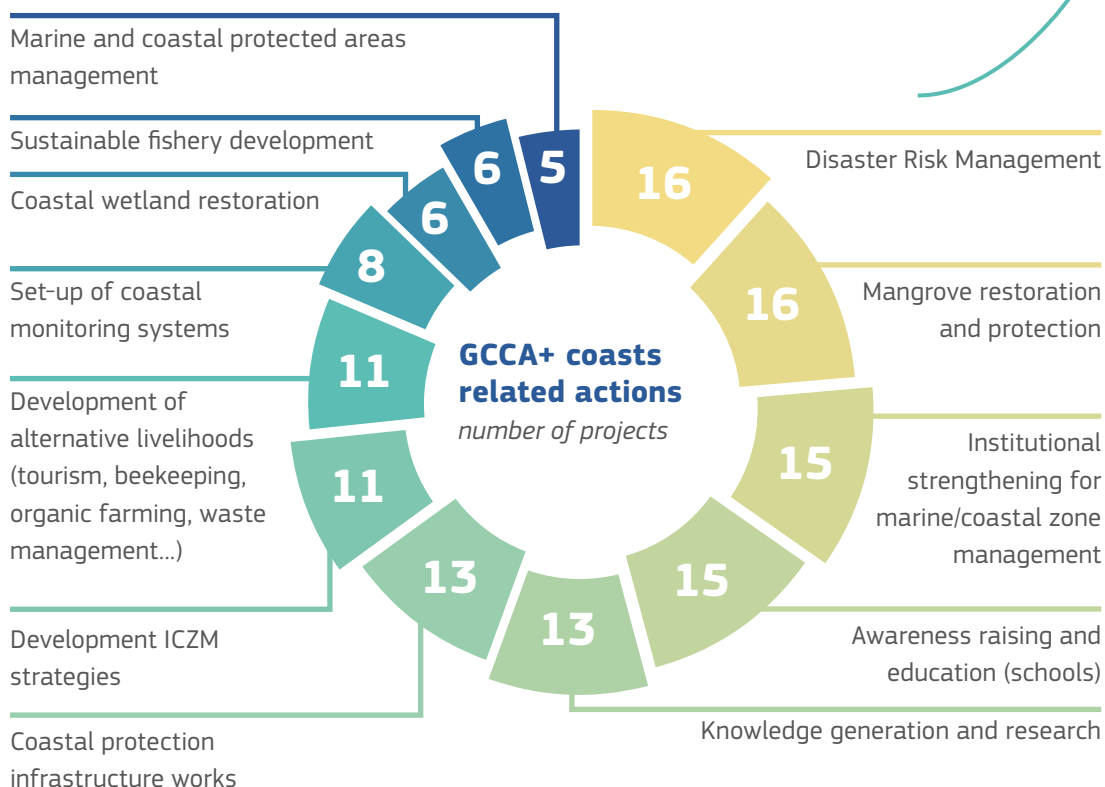 Marine and coastal protected areas
management
Sustainable fishery development
Coastal wetland restoration
Set-up of coastal
monitoring systems
Development of
alternative livelihoods
(tourism, beekeeping,
organic farming, waste
management...)
Development ICZM
strategies
Coastal protection
infrastructure works
5
6
6
8
11
11
13
13
15
15
16
16
GCCA+ coasts
related actions
number of projects
Disaster Risk Management
Mangrove restoration
and protection
Institutional
strengthening for
marine/coastal zone
management
Awareness raising and
education (schools)
Knowledge generation and research